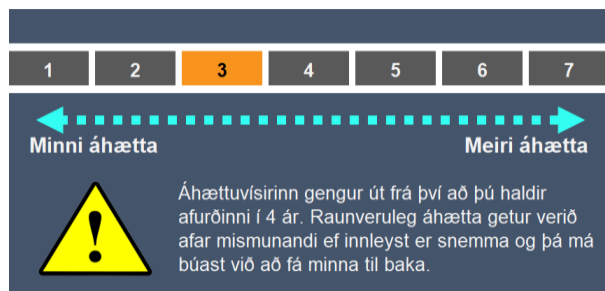 1 2 3 4 5 6 7
Minni áhætta Meiri áhætta
Áhættuvísirinn gengur út frá því að þú haldir
afurðinni í 4 ár. Raunveruleg áhætta getur verið
afar mismunandi ef innleyst er snemma og þá má
búast við að fá minna til baka.